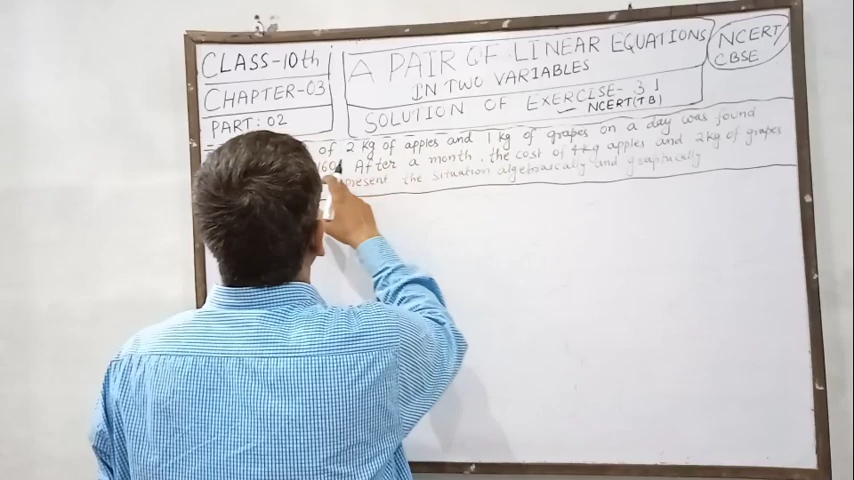 CLASS-10th
CHAPTER-03
PART: 02
A PAIR OF LINEAR EQUATIONS
IN TWO VARIABLES
SOLUTION OF EXERCISE- 3.1
NCERT(TB)
NCERT
CBSE
of 2 kg of apples and 1 kg of grapes on a day was found
160. After a month, the cost of 4 kg apples and 2 kg of grapes
the situation algebraically and graphically